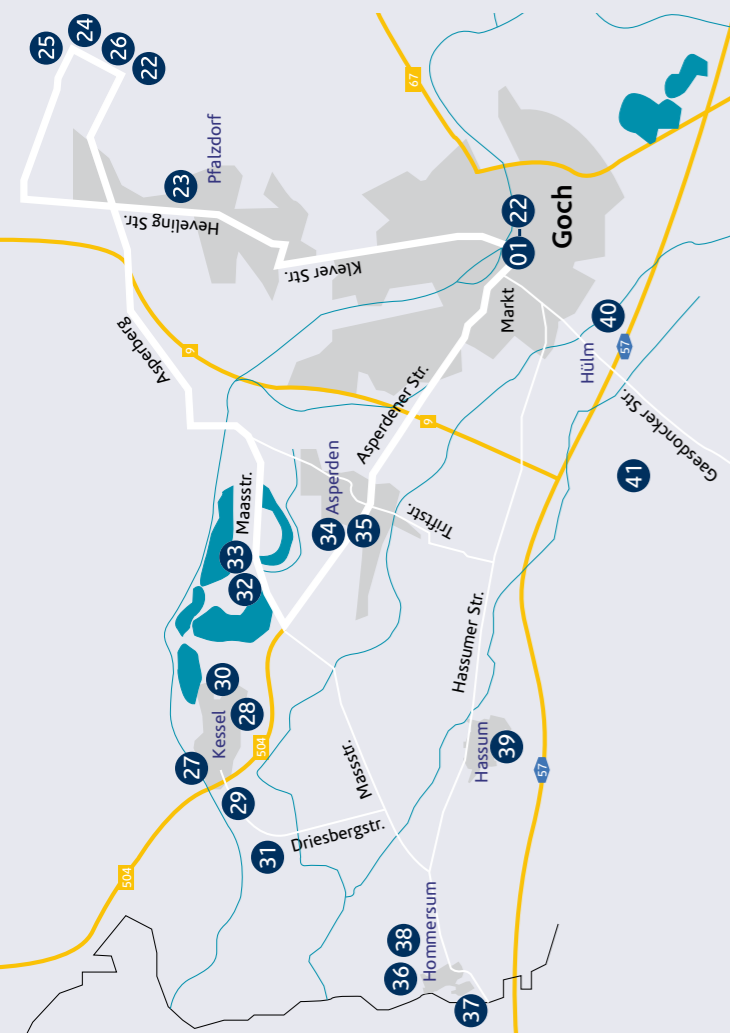 25
24
26
22
504
Asperberg
Heveling Str.
23
Pfalzdorf
9
27
Kessel
30
28
29
33
32
Maasstr.
504
31
Klever Str.
34
Asperden
35
Driesbergstr.
Massstr.
Asperdener Str.
67
36
38
Hommersum
37
Triftstr.
9
Hassumer Str.
Hassum
39
Markt
01-22
Goch
57
Hülm
40
57
41
Gaesdoncker Str.